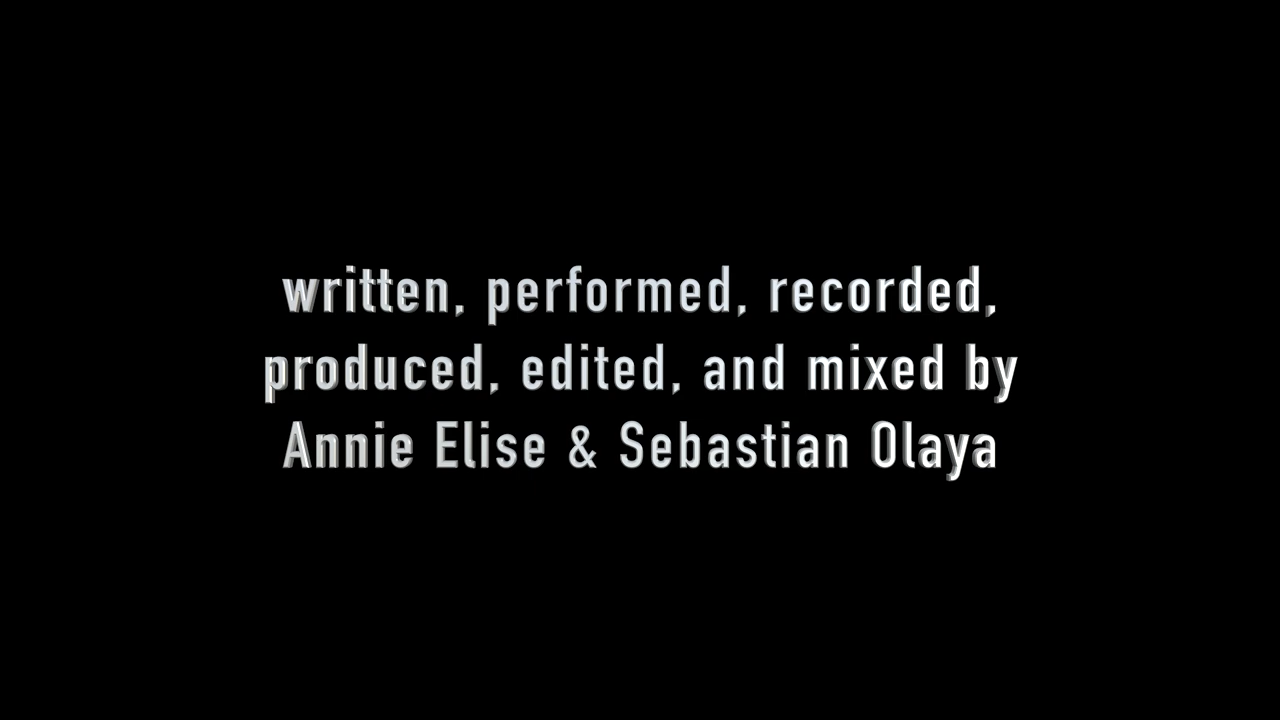 written, performed, recorded,
produced, edited, and mixed by
Annie Elise & Sebastian Olaya